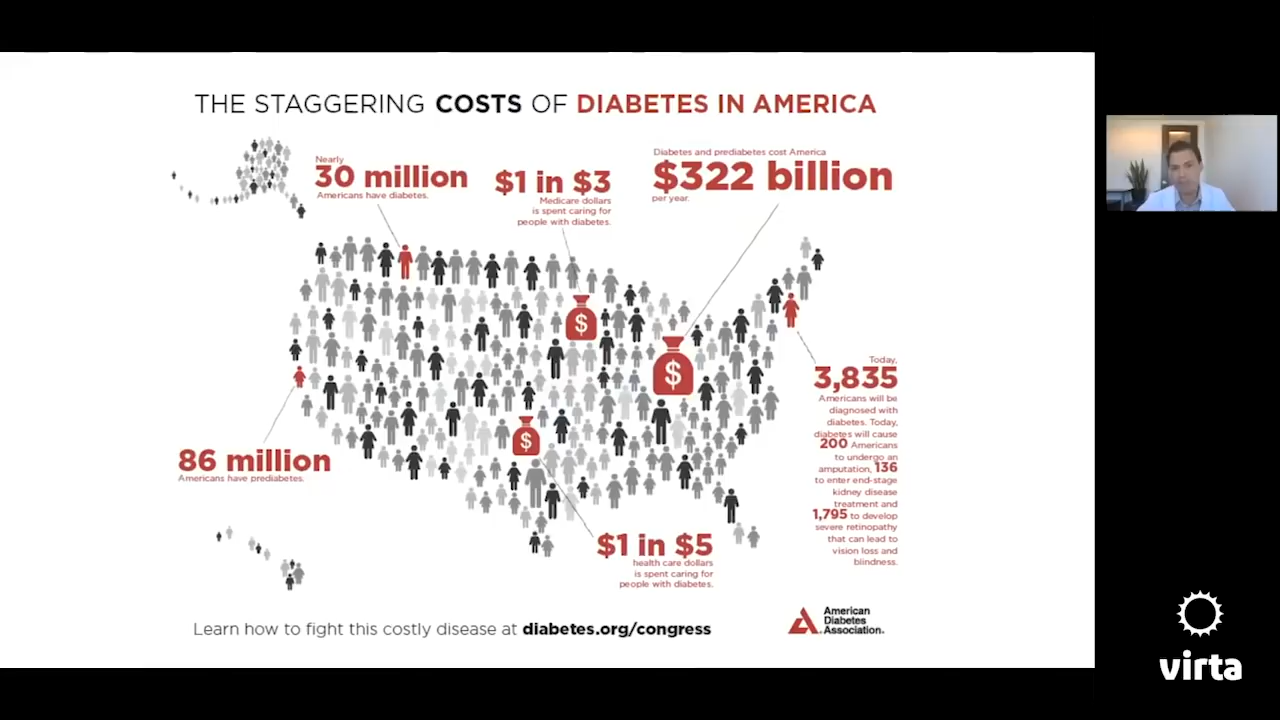 THE STAGGERING COSTS OF DIABETES IN AMERICA
Nearly
30 million
Americans have diabetes.
$1 in $3
Medicare dollars
is spent caring for
people with diabetes.
Diabetes and prediabetes cost America
$322 billion
per year.
$
$
$
86 million
Americans have prediabetes.
Today,
3,835
Americans will be
diagnosed with
diabetes. Today,
diabetes will cause
200 Americans
to undergo an
amputation, 136
to enter end-stage
kidney disease
treatment and
1,795 to develop
severe retinopathy
that can lead to
vision loss and
blindness.
$1 in $5
health care dollars
is spent caring for
people with diabetes.
Learn how to fight this costly disease at diabetes.org/congress
American
Diabetes
Association.
virta